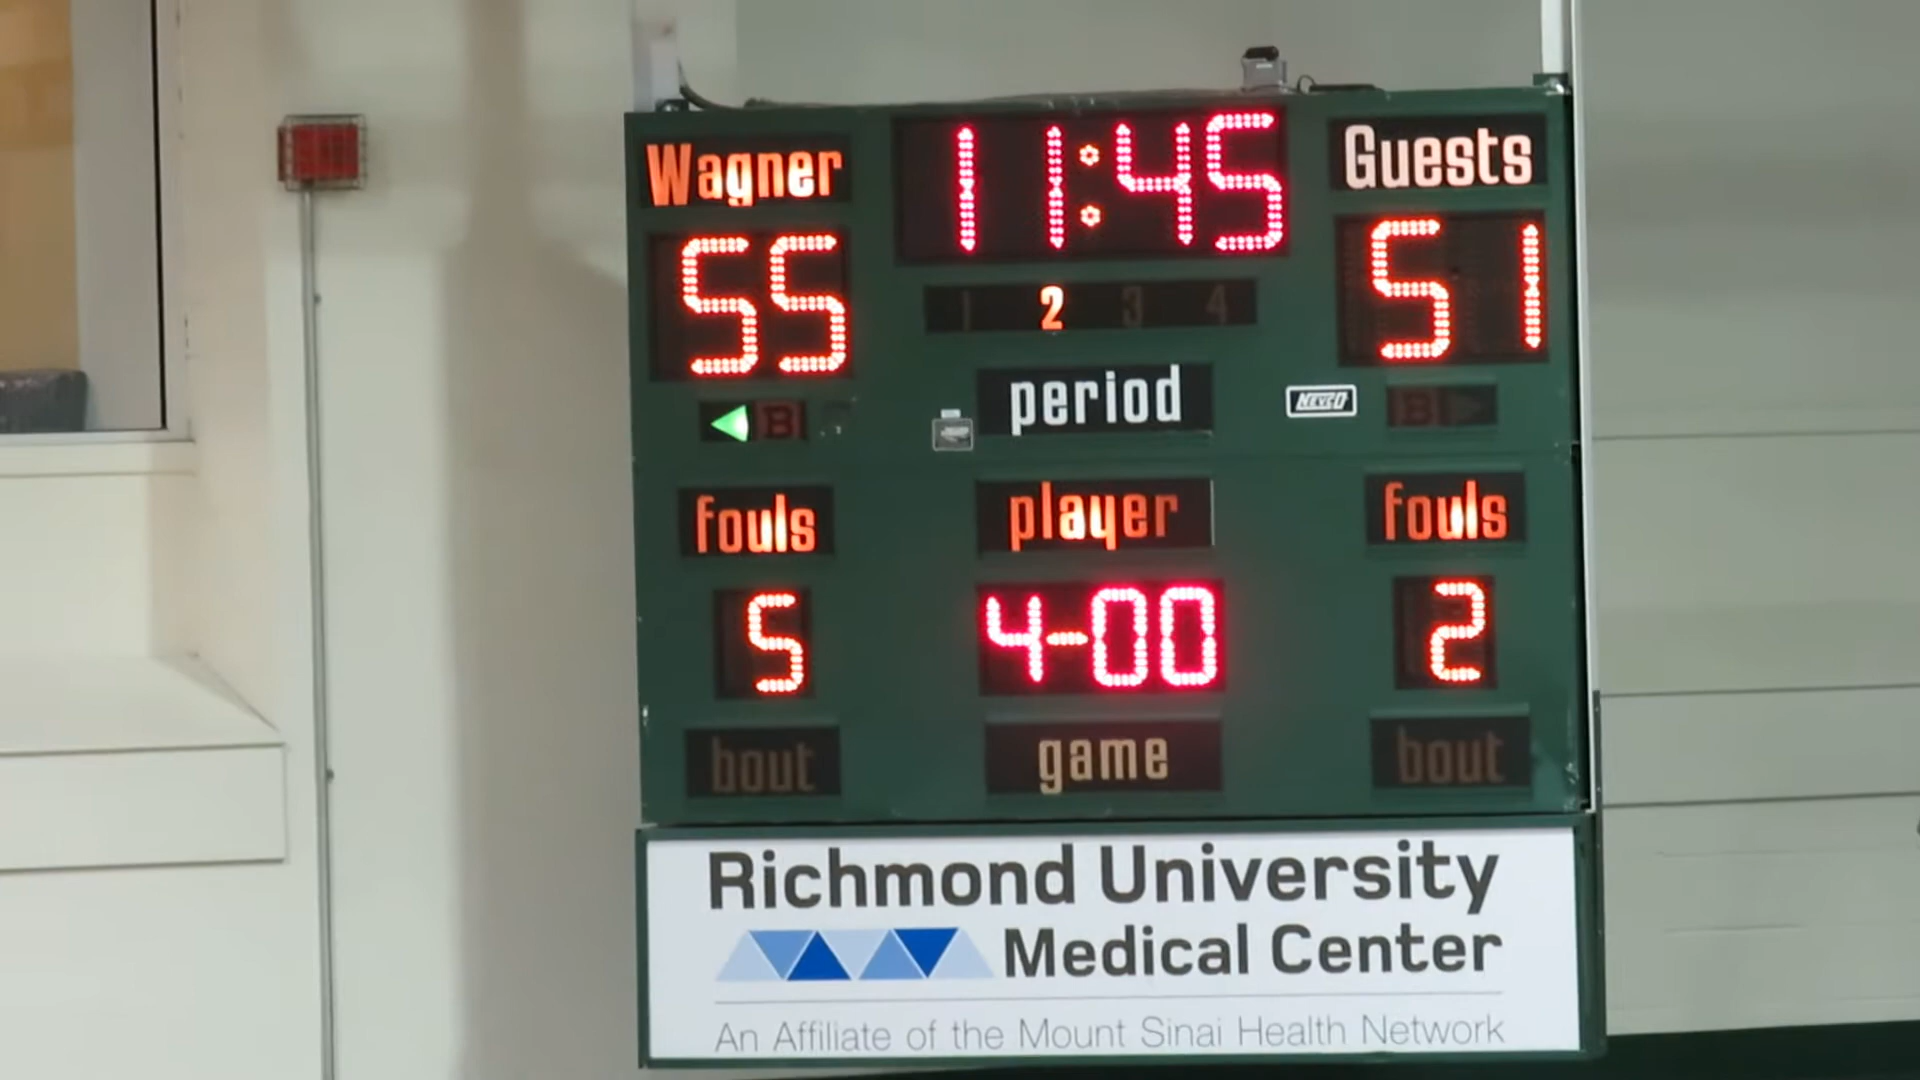 Wagner 11:45 Guests
55 1 2 3 4 51
period
NEVCO
B B
fouls player fouls
5 4-00 2
bout game bout
Richmond University
Medical Center
An Affiliate of the Mount Sinai Health Network